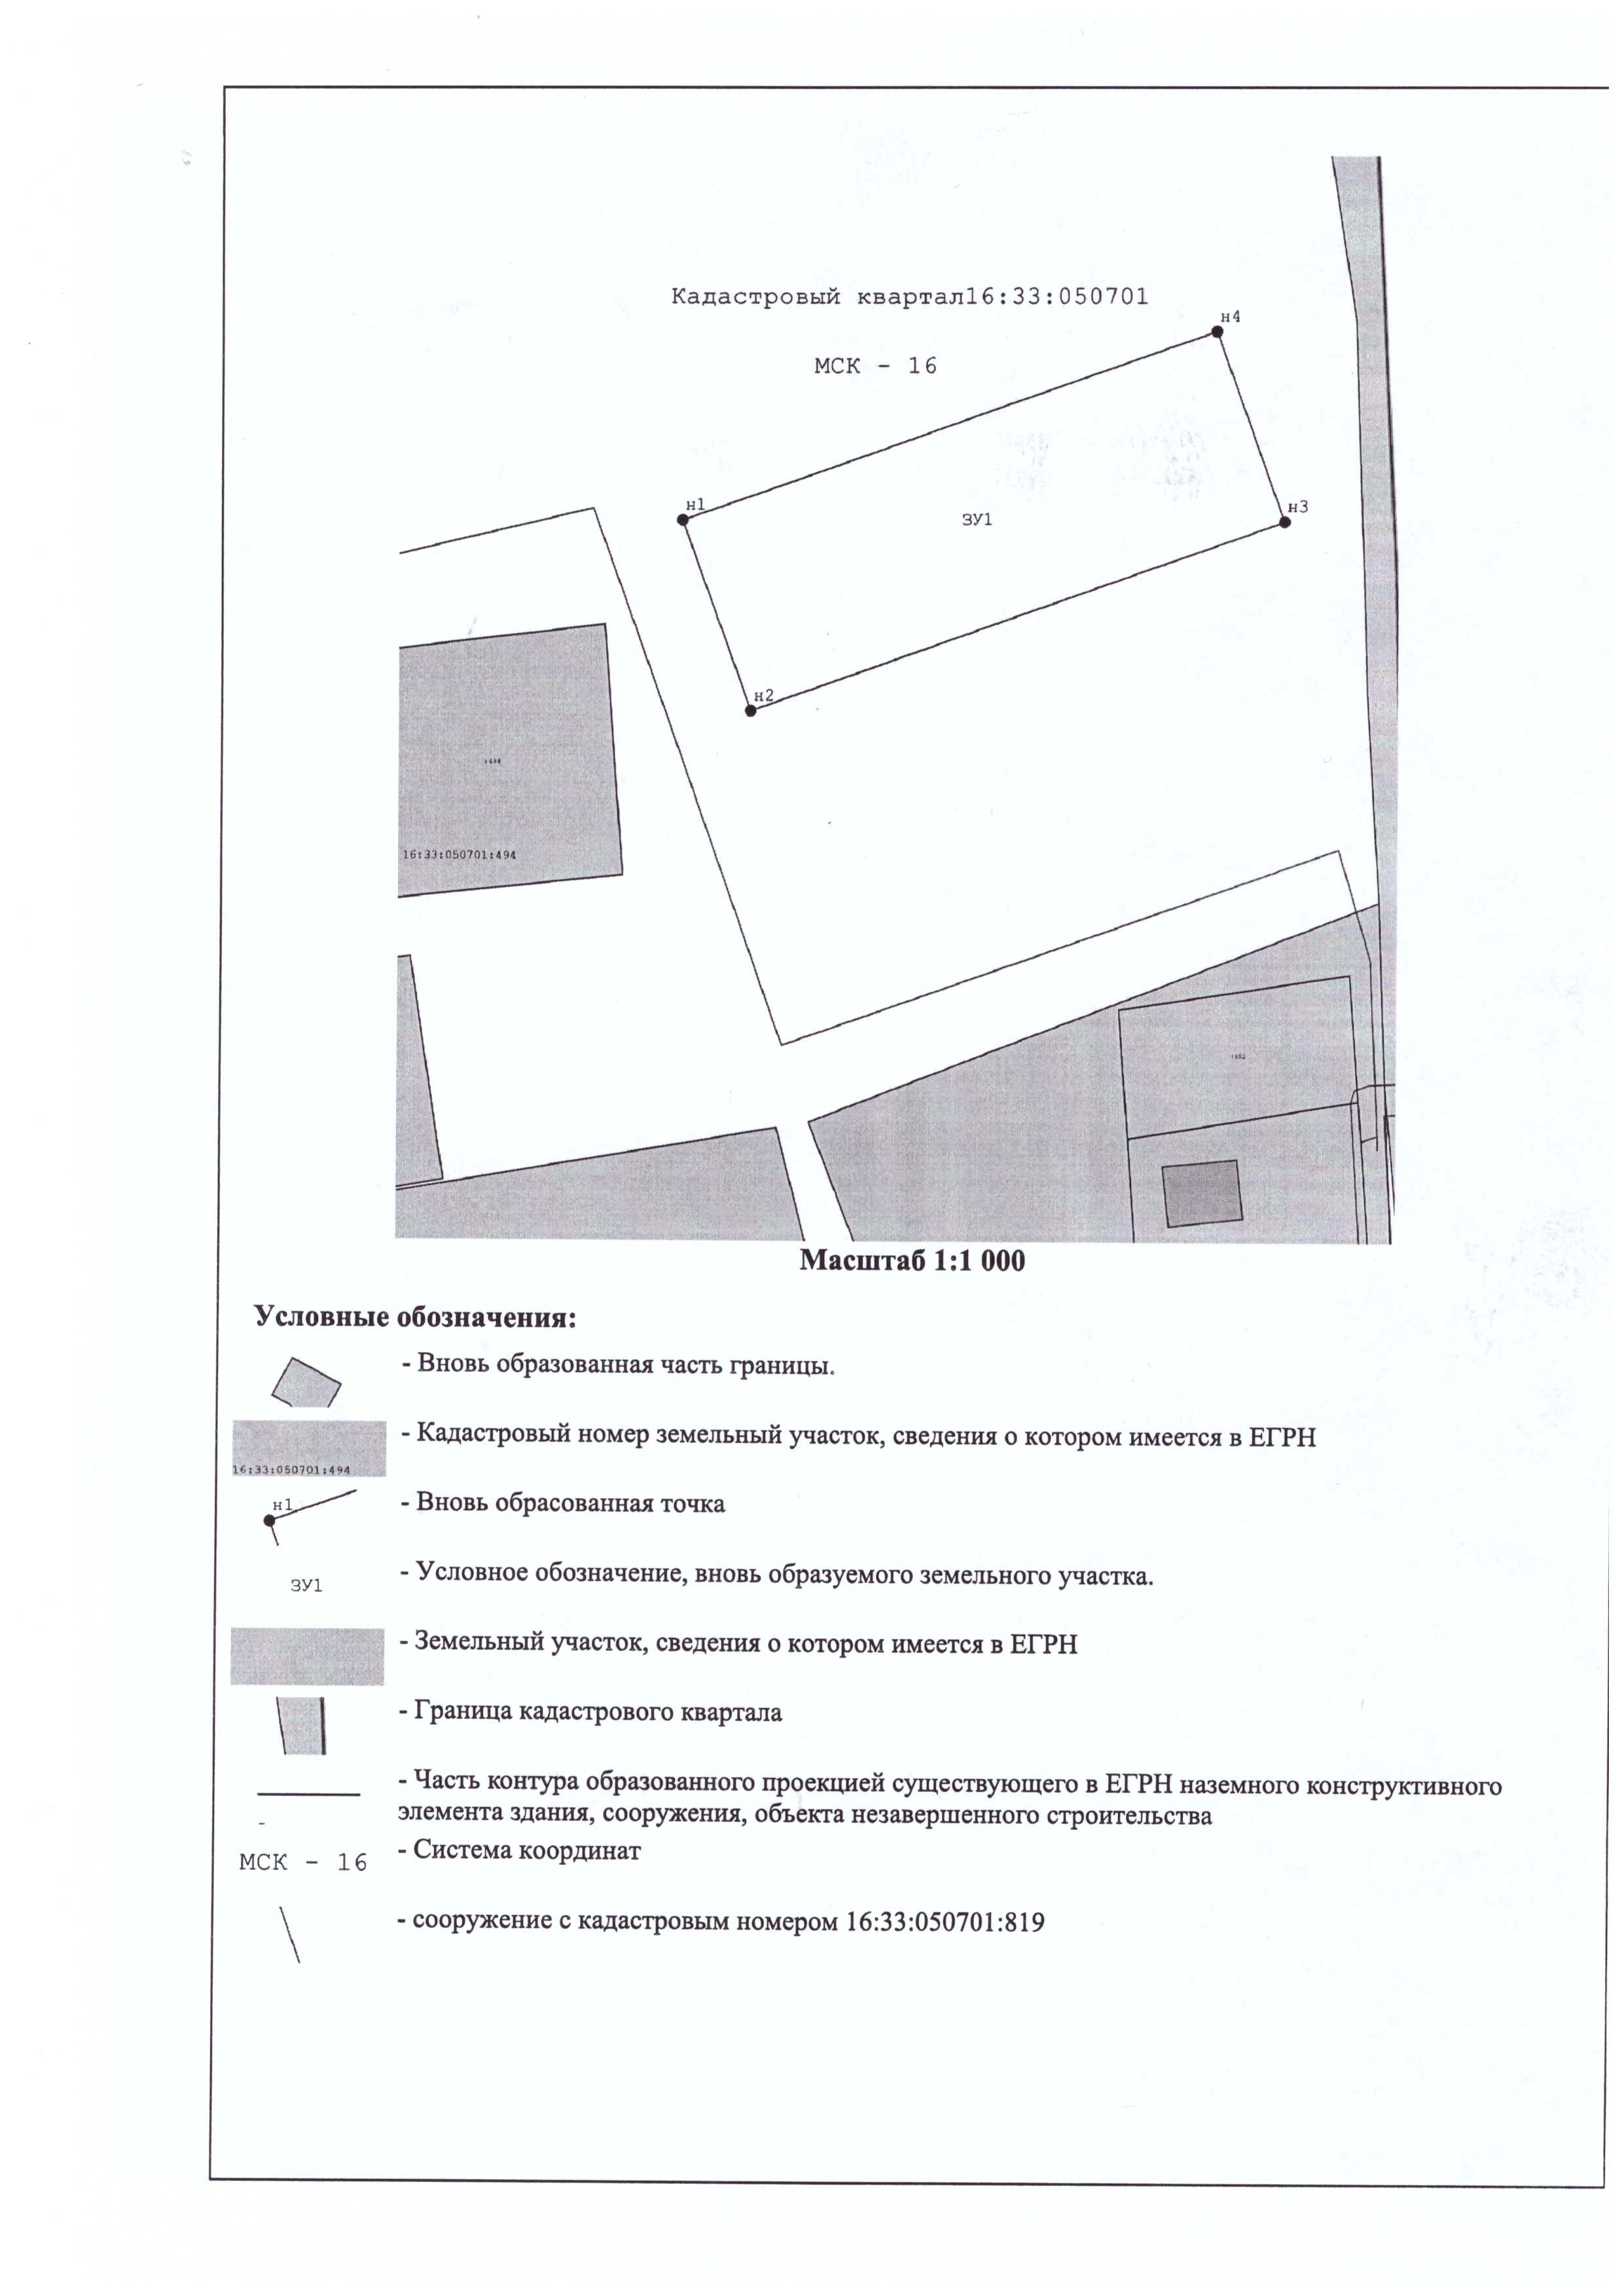 Кадастровый квартал16:33:050701
н4
МСК - 16
н1
н3
ЗУ1
н2
16:33:050701:494
Масштаб 1:1 000
Условные обозначения:
- Вновь образованная часть границы.
- Кадастровый номер земельный участок, сведения о котором имеется в ЕГРН
16:33:050701:494
- Вновь обрасованная точка
н1
- Условное обозначение, вновь образуемого земельного участка.
ЗУ1
- Земельный участок, сведения о котором имеется в ЕГРН
- Граница кадастрового квартала
- Часть контура образованного проекцией существующего в ЕГРН наземного конструктивного
элемента здания, сооружения, объекта незавершенного строительства
- Система координат
МСК - 16
- сооружение с кадастровым номером 16:33:050701:819